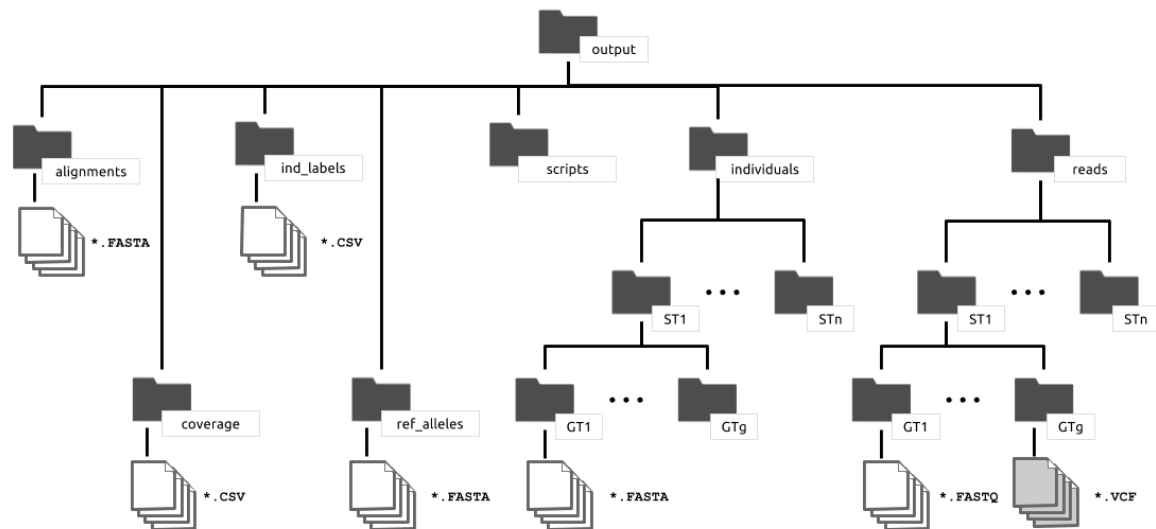 output
alignments
ind_labels
scripts
individuals
reads
*.FASTA
*.CSV
ST1
...
STn
ST1
...
STn
coverage
ref_alleles
GT1
...
GTg
GT1
...
GTg
*.CSV
*.FASTA
*.FASTA
*.FASTQ
*.VCF